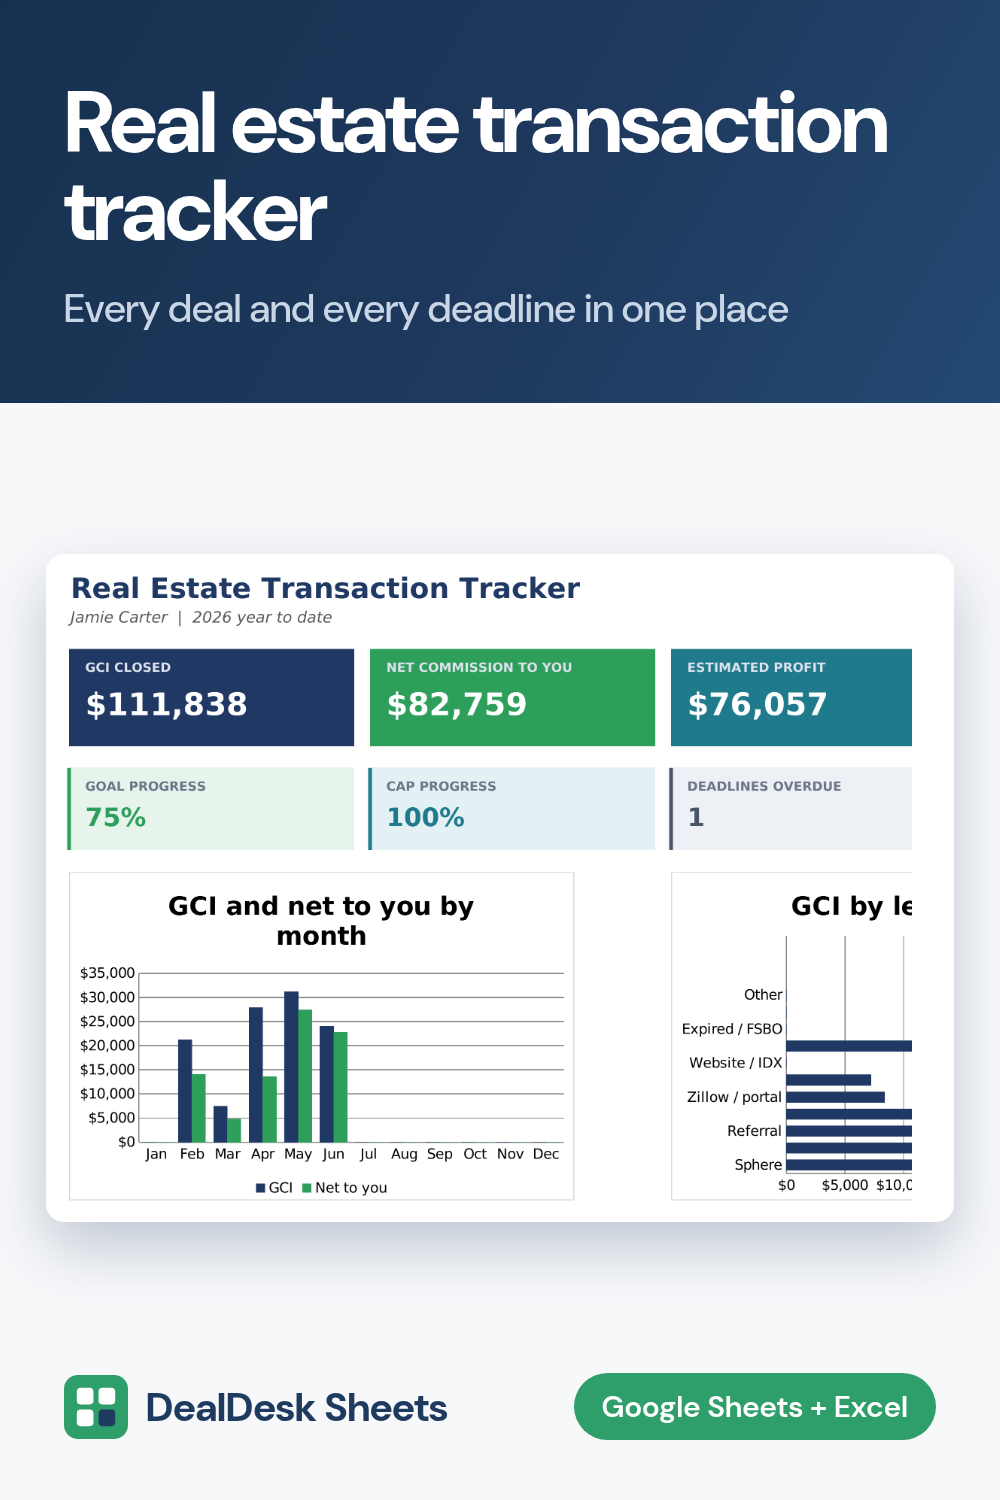 Real estate transaction
tracker
Every deal and every deadline in one place
Real Estate Transaction Tracker
Jamie Carter | 2026 year to date
GCI CLOSED
$111,838
NET COMMISSION TO YOU
$82,759
ESTIMATED PROFIT
$76,057
GOAL PROGRESS
75%
CAP PROGRESS
100%
DEADLINES OVERDUE
1
GCI and net to you by
month
$35,000
$30,000
$25,000
$20,000
$15,000
$10,000
$5,000
$0
Jan Feb Mar Apr May Jun Jul Aug Sep Oct Nov Dec
GCI Net to you
GCI by le
Other
Expired / FSBO
Website / IDX
Zillow / portal
Referral
Sphere
$0 $5,000 $10,0
DealDesk Sheets
Google Sheets + Excel